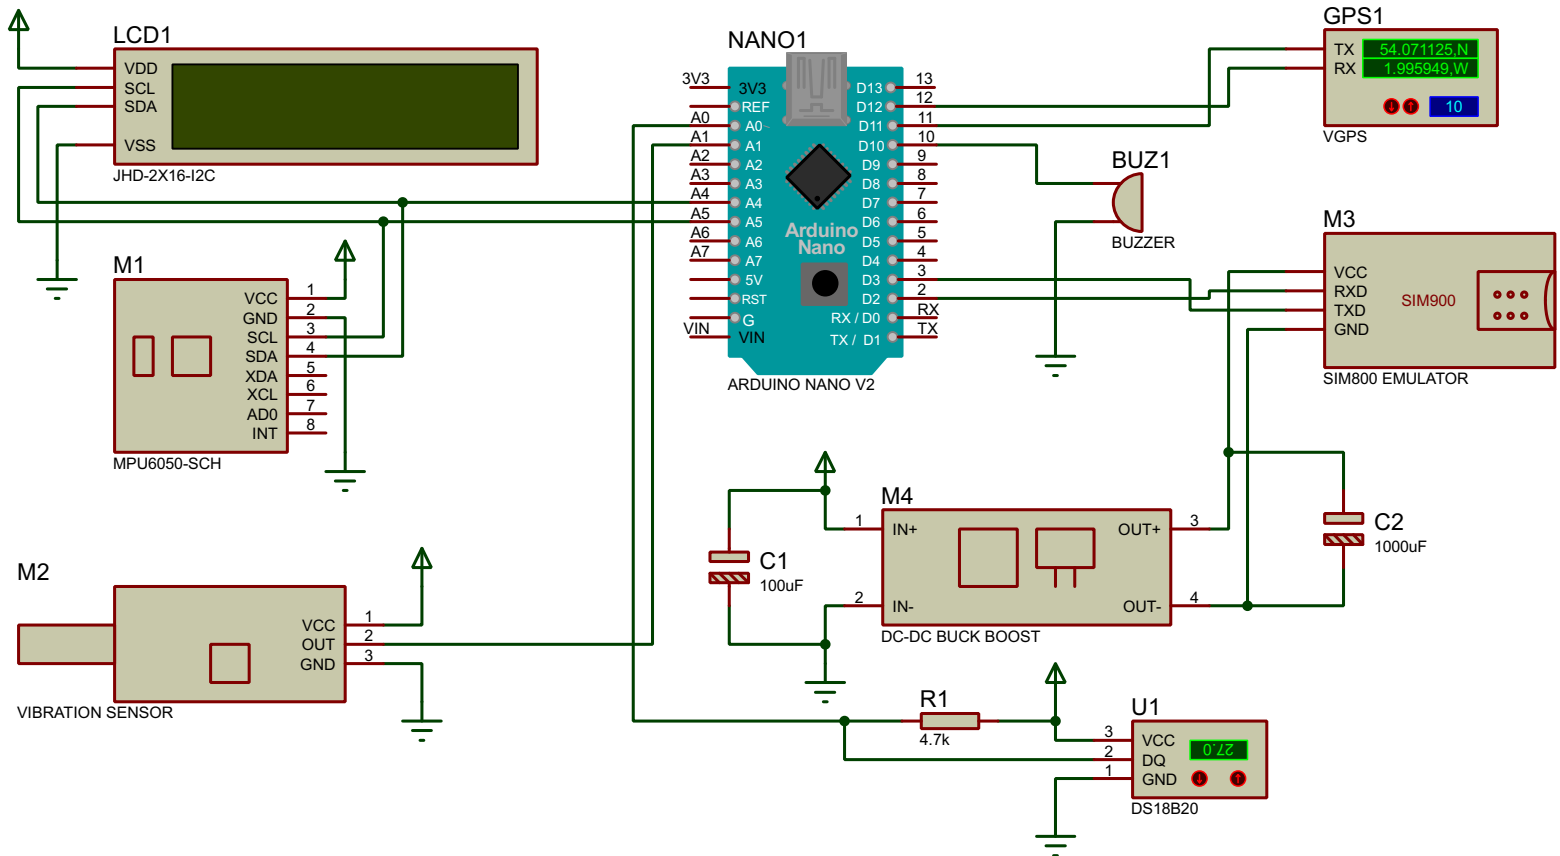 LCD1
VDD
SCL
SDA
VSS
JHD-2X16-I2C
NANO1
3V3
A0
A1
A2
A3
A4
A5
A6
A7
VIN
3V3
REF
A0
A1
A2
A3
A4
A5
A6
A7
5V
RST
G
VIN
Arduino
Nano
D13
D12
D11
D10
D9
D8
D7
D6
D5
D4
D3
D2
RX / D0
TX / D1
13
12
11
10
9
8
7
6
5
4
3
2
RX
TX
ARDUINO NANO V2
GPS1
TX
RX
54.071125,N
1.995949,W
10
VGPS
BUZ1
BUZZER
M3
VCC
RXD
TXD
GND
SIM900
SIM800 EMULATOR
M1
VCC 1
GND 2
SCL 3
SDA 4
XDA 5
XCL 6
AD0 7
INT 8
MPU6050-SCH
M4
1 IN+
2 IN-
OUT+ 3
OUT- 4
DC-DC BUCK BOOST
C1
100uF
C2
1000uF
M2
VCC 1
OUT 2
GND 3
VIBRATION SENSOR
R1
4.7k
U1
3 VCC
2 DQ
1 GND
27.0
DS18B20